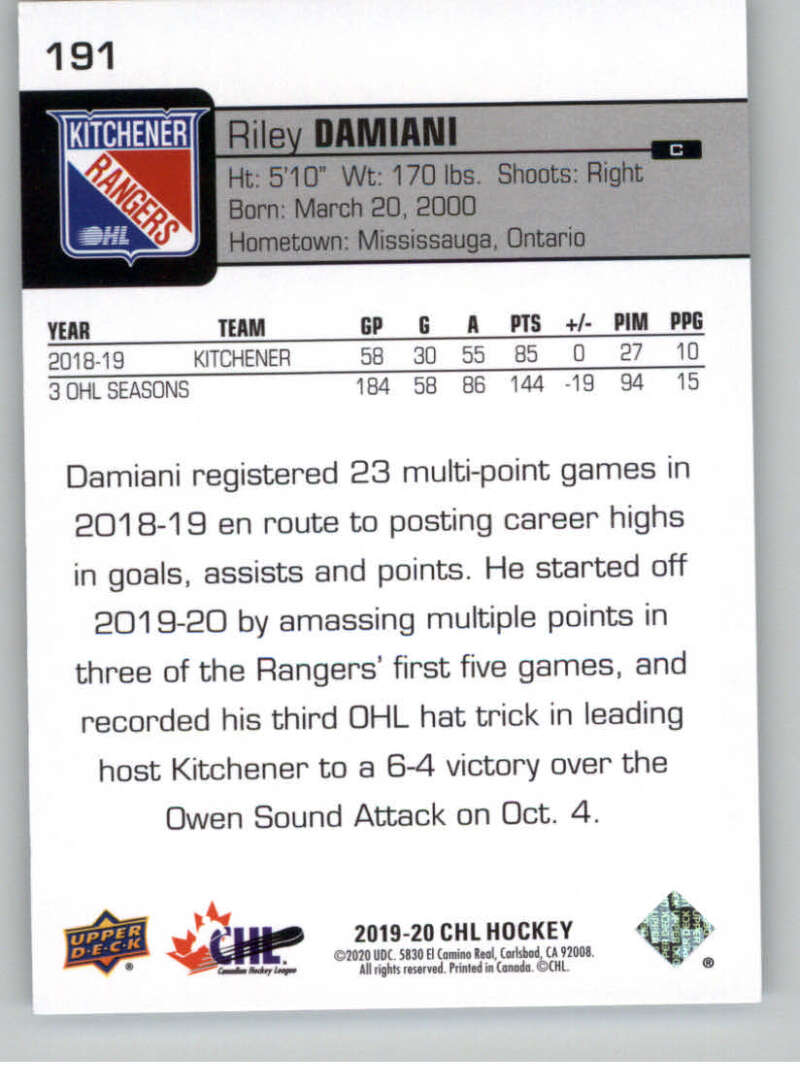 191
KITCHENER
RANGERS
OHL
Riley DAMIANI
C
Ht: 5'10" Wt: 170 lbs. Shoots: Right
Born: March 20, 2000
Hometown: Mississauga, Ontario
YEAR TEAM GP G A PTS +/- PIM PPG
2018-19 KITCHENER 58 30 55 85 0 27 10
3 OHL SEASONS 184 58 86 144 -19 94 15
Damiani registered 23 multi-point games in
2018-19 en route to posting career highs
in goals, assists and points. He started off
2019-20 by amassing multiple points in
three of the Rangers' first five games, and
recorded his third OHL hat trick in leading
host Kitchener to a 6-4 victory over the
Owen Sound Attack on Oct. 4.
UPPER
D·E·C·K
®
CHL
Canadian Hockey League
2019-20 CHL HOCKEY
©2020 UDC. 5830 El Camino Real, Carlsbad, CA 92008.
All rights reserved. Printed in Canada. ©CHL.
®